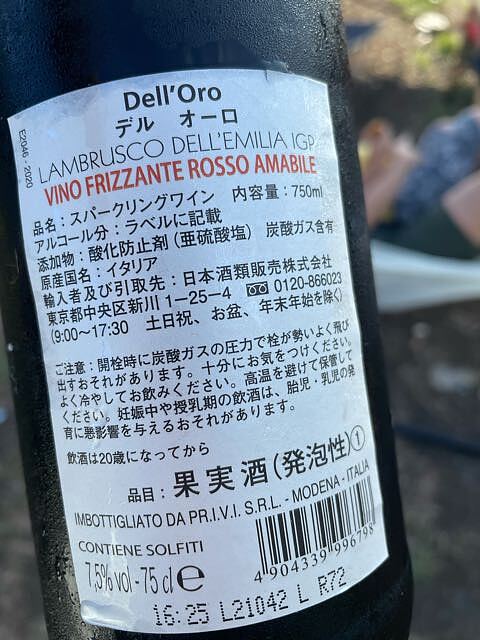 Dell'Oro
デル オーロ
LAMBRUSCO DELL'EMILIA IGP
VINO FRIZZANTE ROSSO AMABILE
品名：スパークリングワイン 内容量：750ml
アルコール分：ラベルに記載
添加物：酸化防止剤（亜硫酸塩） 炭酸ガス含有
原産国名：イタリア
輸入者及び引取先：日本酒類販売株式会社
東京都中央区新川1-25-4 0120-866023
(9:00〜17:30 土日祝、お盆、年末年始を除く)
ご注意：開栓時に炭酸ガスの圧力で栓が勢いよく飛び
出すおそれがあります。十分にお気をつけください。
よく冷やしてお飲みください。高温を避けて保管して
ください。妊娠中や授乳期の飲酒は、胎児・乳児の発
育に悪影響を与えるおそれがあります。
飲酒は20歳になってから
品目：果実酒（発泡性）①
IMBOTTIGLIATO DA PR.I.V.I. S.R.L. - MODENA - ITALIA
CONTIENE SOLFITI
7,5% vol - 75 cl e
4 904339 996798
16:25 L21042 L R72
E2046 - 2020